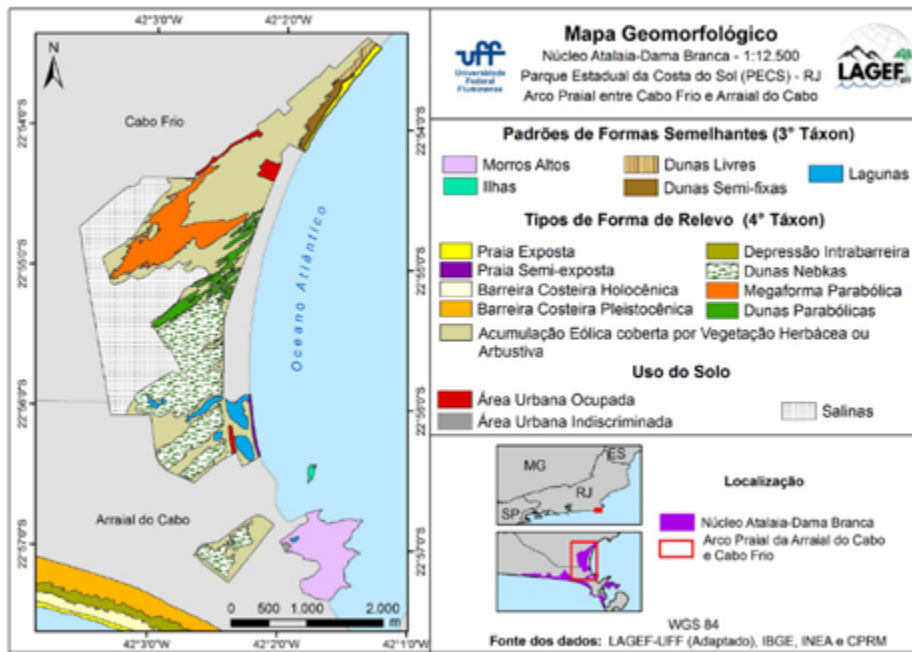 42°3'0"W
42°2'0"W
N
Cabo Frio
22°54'0"S
22°54'0"S
22°55'0"S
22°55'0"S
Oceano Atlântico
22°56'0"S
22°56'0"S
Arraial do Cabo
22°57'0"S
22°57'0"S
0 500 1.000 2.000
m
42°3'0"W
42°2'0"W
42°1'0"W
Mapa Geomorfológico
Núcleo Atalaia-Dama Branca - 1:12.500
Parque Estadual da Costa do Sol (PECS) - RJ
Arco Praial entre Cabo Frio e Arraial do Cabo
uff
Universidade
Federal
Fluminense
LAGEF
Padrões de Formas Semelhantes (3° Táxon)
Morros Altos
Ilhas
Dunas Livres
Dunas Semi-fixas
Lagunas
Tipos de Forma de Relevo (4° Táxon)
Praia Exposta
Praia Semi-exposta
Barreira Costeira Holocênica
Barreira Costeira Pleistocênica
Acumulação Eólica coberta por Vegetação Herbácea ou
Arbustiva
Depressão Intrabarreira
Dunas Nebkas
Megaforma Parabólica
Dunas Parabólicas
Uso do Solo
Área Urbana Ocupada
Área Urbana Indiscriminada
Salinas
MG
ES
RJ
SP
Localização
Núcleo Atalaia-Dama Branca
Arco Praial da Arraial do Cabo
e Cabo Frio
WGS 84
Fonte dos dados: LAGEF-UFF (Adaptado), IBGE, INEA e CPRM